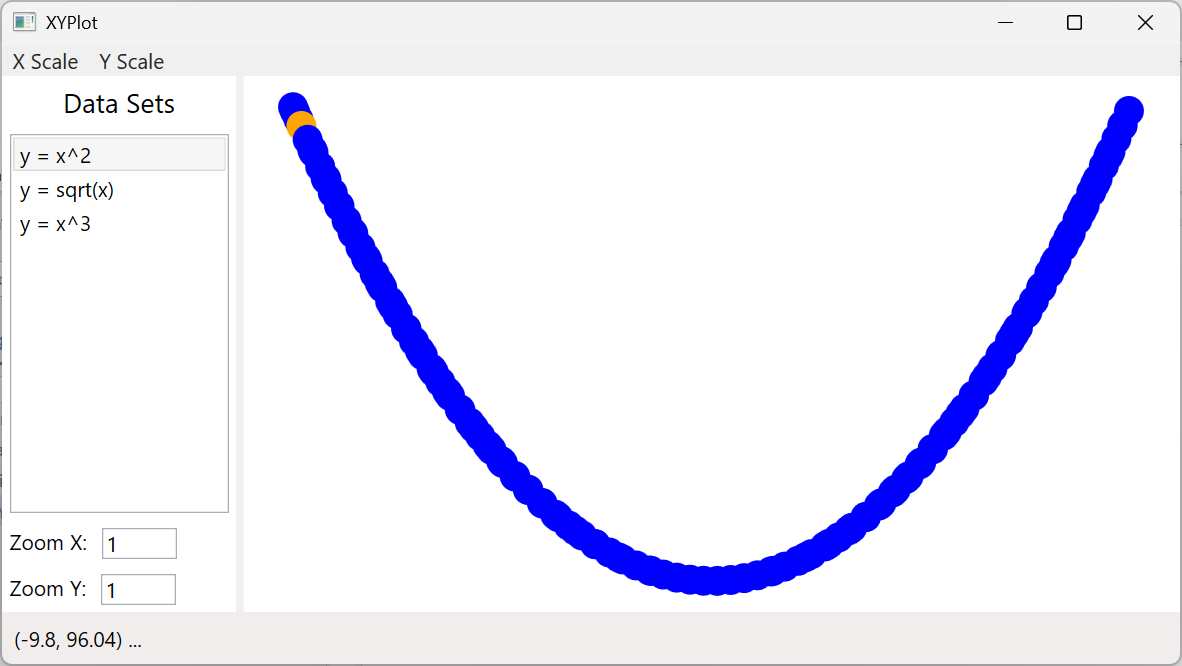 XYPlot
X Scale Y Scale
Data Sets
y = x^2
y = sqrt(x)
y = x^3
Zoom X: 1
Zoom Y: 1
(-9.8, 96.04) ...